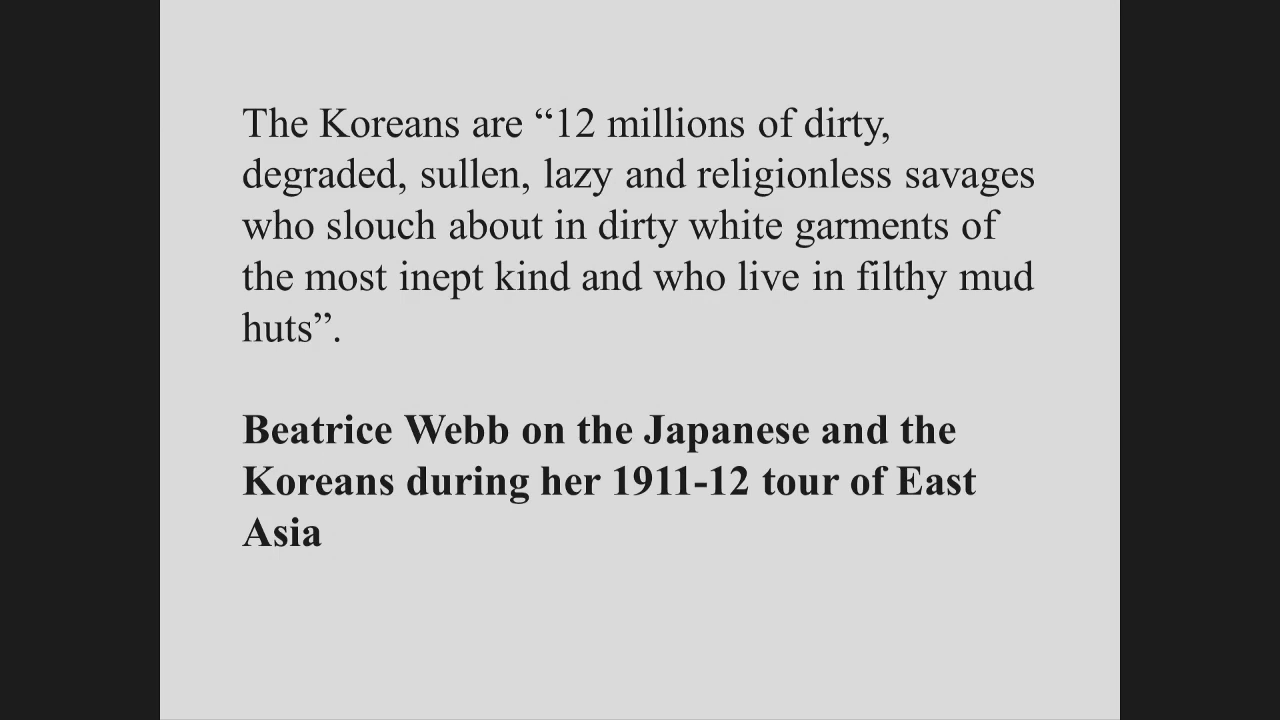 The Koreans are “12 millions of dirty,
degraded, sullen, lazy and religionless savages
who slouch about in dirty white garments of
the most inept kind and who live in filthy mud
huts”.
Beatrice Webb on the Japanese and the
Koreans during her 1911-12 tour of East
Asia